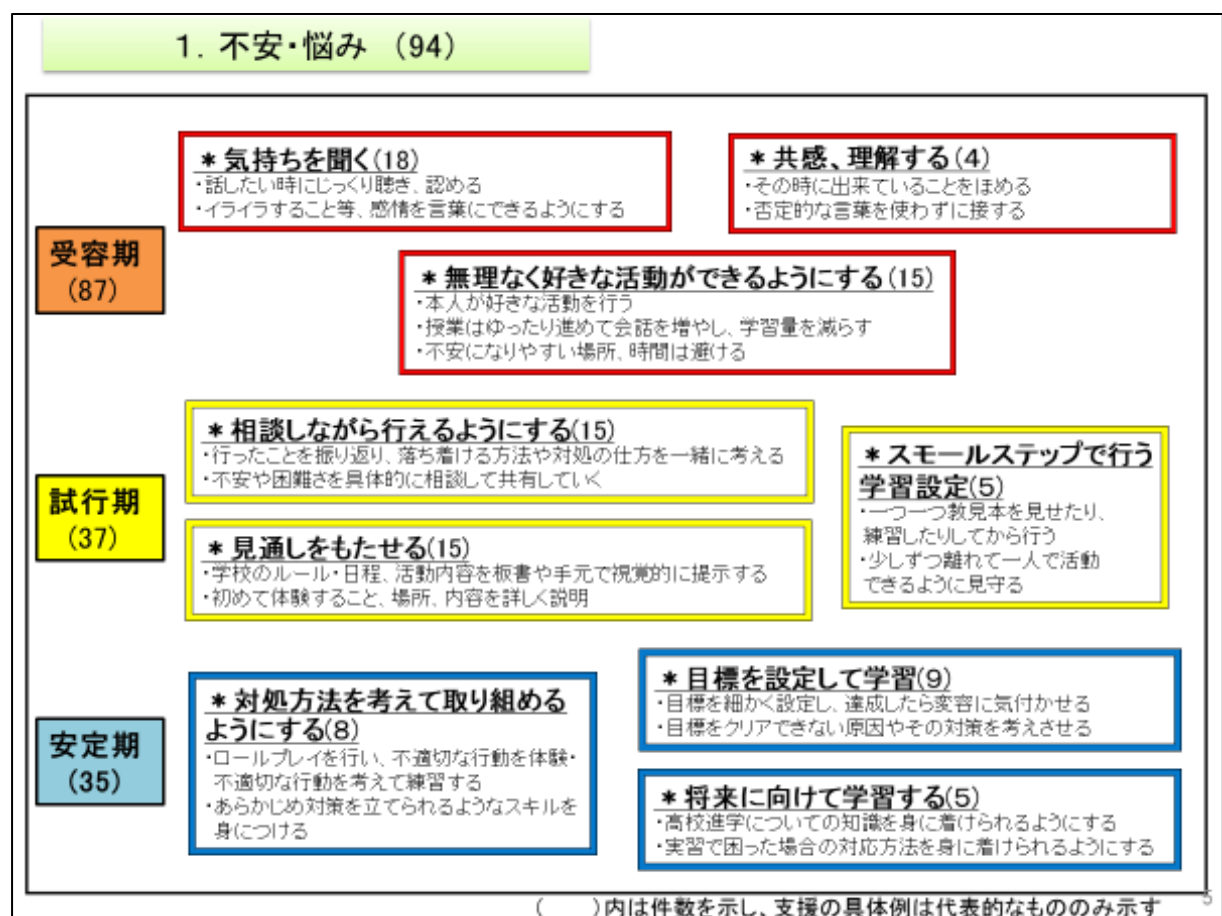 1．不安・悩み （94）
＊気持ちを聞く(18)
・話したい時にじっくり聴き、認める
・イライラすること等、感情を言葉にできるようにする
＊共感、理解する(4)
・その時に出来ていることをほめる
・否定的な言葉を使わずに接する
受容期
(87)
＊無理なく好きな活動ができるようにする(15)
・本人が好きな活動を行う
・授業はゆったり進めて会話を増やし、学習量を減らす
・不安になりやすい場所、時間は避ける
試行期
(37)
＊相談しながら行えるようにする(15)
・行ったことを振り返り、落ち着ける方法や対処の仕方を一緒に考える
・不安や困難さを具体的に相談して共有していく
＊見通しをもたせる(15)
・学校のルール・日程、活動内容を板書や手元で視覚的に提示する
・初めて体験すること、場所、内容を詳しく説明
＊スモールステップで行う
学習設定(5)
・一つ一つ教見本を見せたり、
練習したりしてから行う
・少しずつ離れて一人で活動
できるように見守る
安定期
(35)
＊対処方法を考えて取り組める
ようにする(8)
・ロールプレイを行い、不適切な行動を体験・
不適切な行動を考えて練習する
・あらかじめ対策を立てられるようなスキルを
身につける
＊目標を設定して学習(9)
・目標を細かく設定し、達成したら変容に気付かせる
・目標をクリアできない原因やその対策を考えさせる
＊将来に向けて学習する(5)
・高校進学についての知識を身に着けられるようにする
・実習で困った場合の対応方法を身に着けられるようにする
（　　）内は件数を示し、支援の具体例は代表的なもののみ示す
5